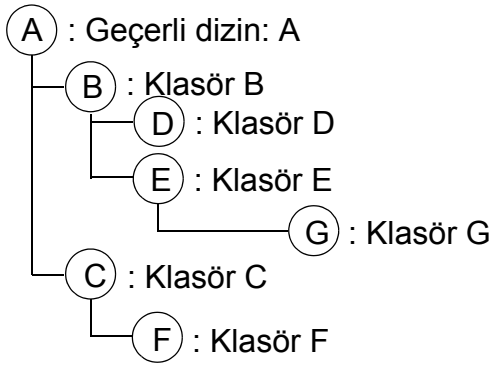 A : Geçerli dizin: A
B : Klasör B
D : Klasör D
E : Klasör E
G : Klasör G
C : Klasör C
F : Klasör F